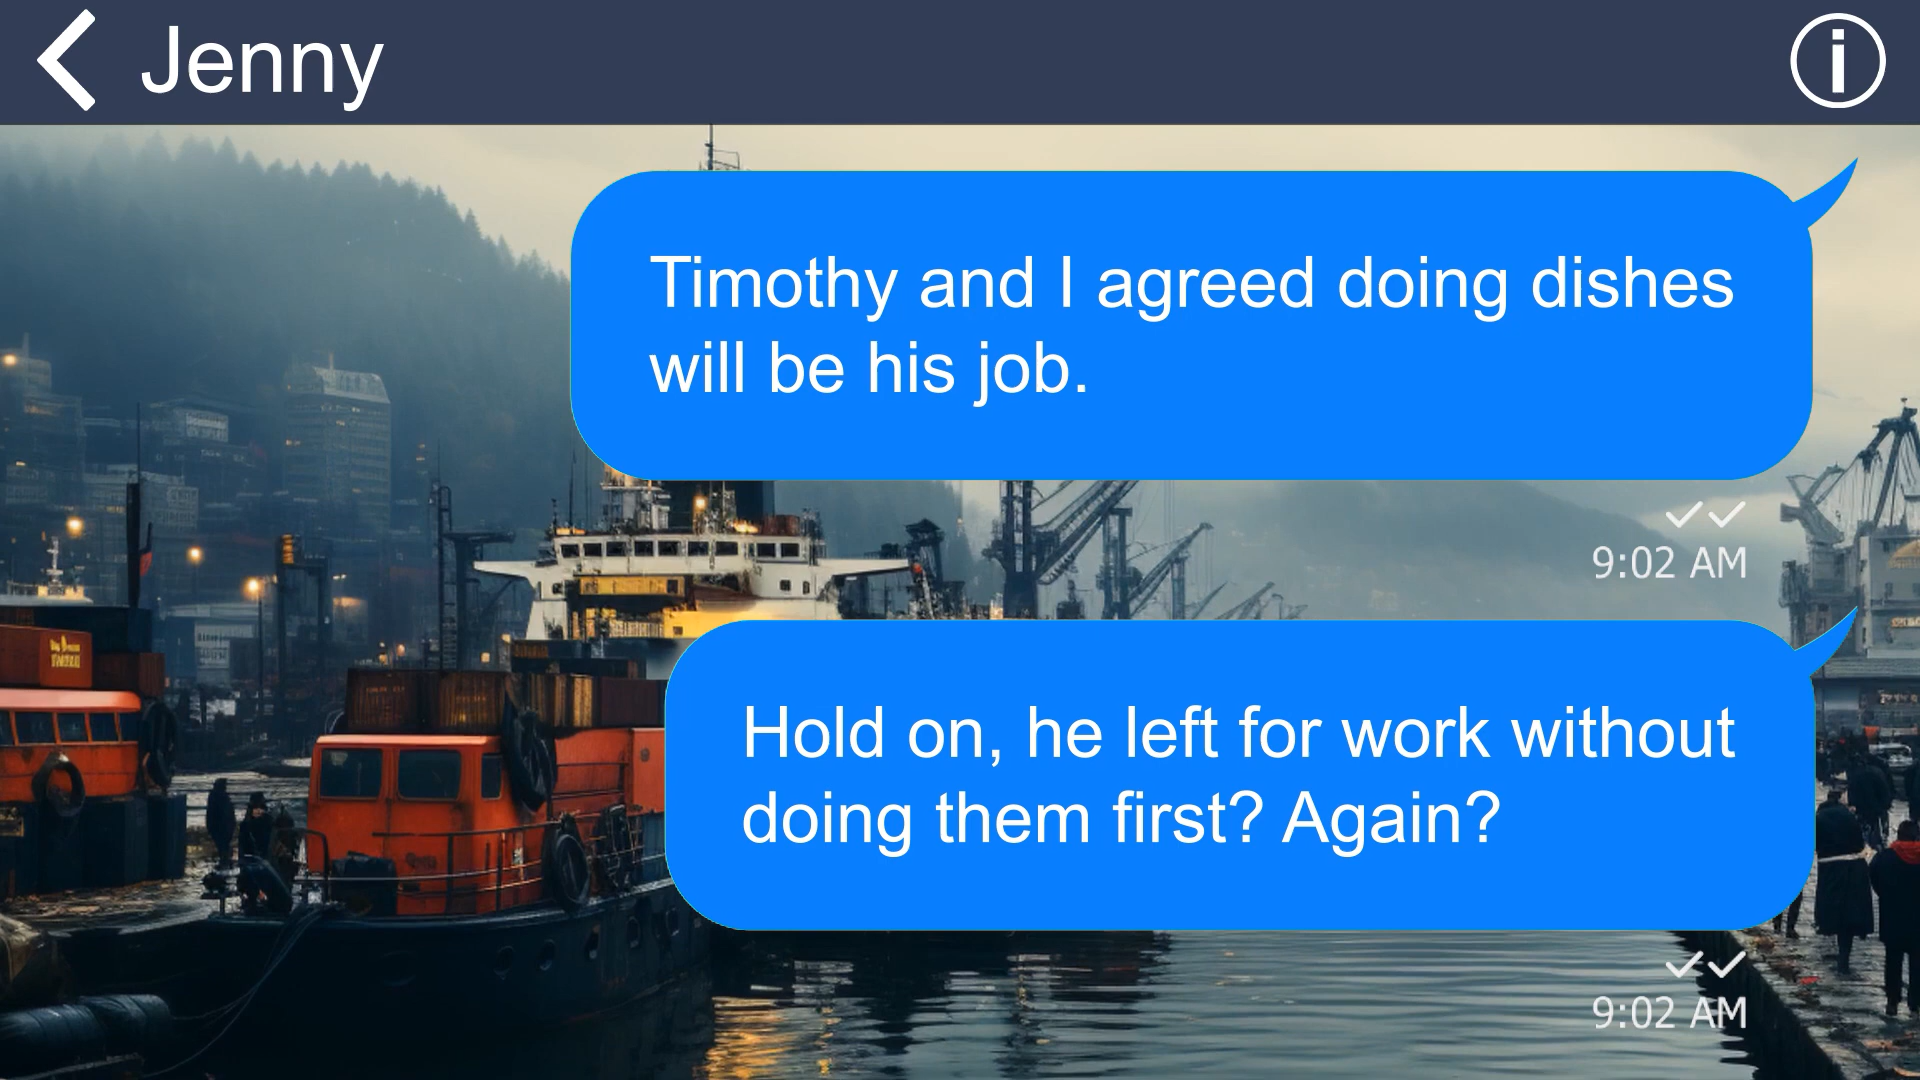 Jenny
Timothy and I agreed doing dishes
will be his job.
9:02 AM
Hold on, he left for work without
doing them first? Again?
9:02 AM